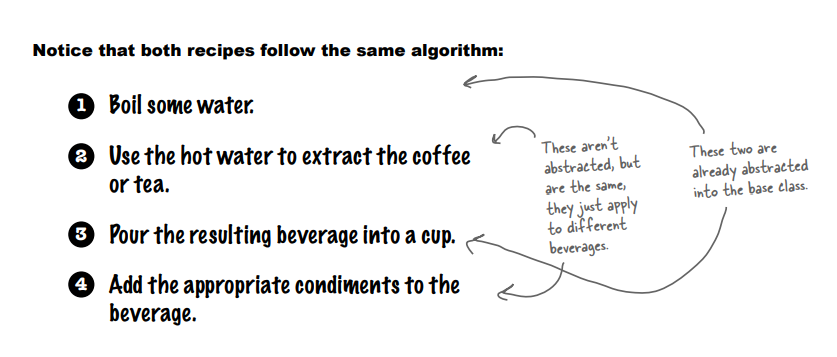 Notice that both recipes follow the same algorithm:
1 Boil some water.
2 Use the hot water to extract the coffee
or tea.
3 Pour the resulting beverage into a cup.
4 Add the appropriate condiments to the
beverage.
These aren't
abstracted, but
are the same,
they just apply
to different
beverages.
These two are
already abstracted
into the base class.